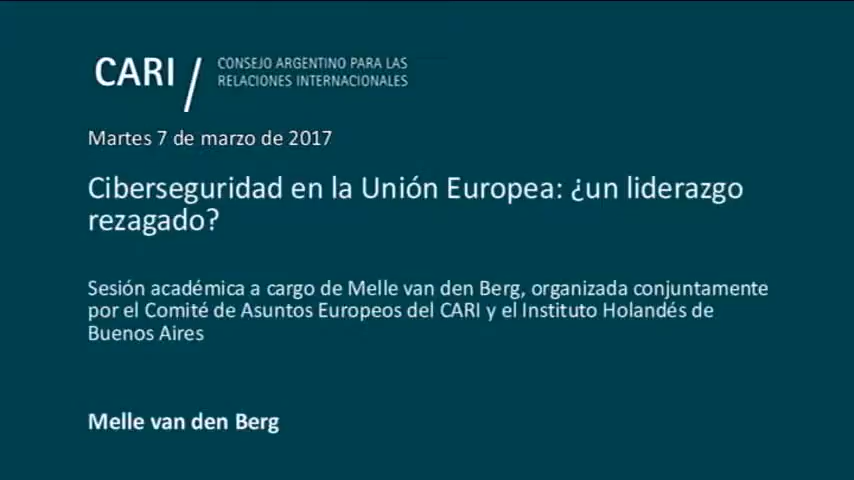 CARI / CONSEJO ARGENTINO PARA LAS
RELACIONES INTERNACIONALES
Martes 7 de marzo de 2017
Ciberseguridad en la Unión Europea: ¿un liderazgo
rezagado?
Sesión académica a cargo de Melle van den Berg, organizada conjuntamente
por el Comité de Asuntos Europeos del CARI y el Instituto Holandés de
Buenos Aires
Melle van den Berg